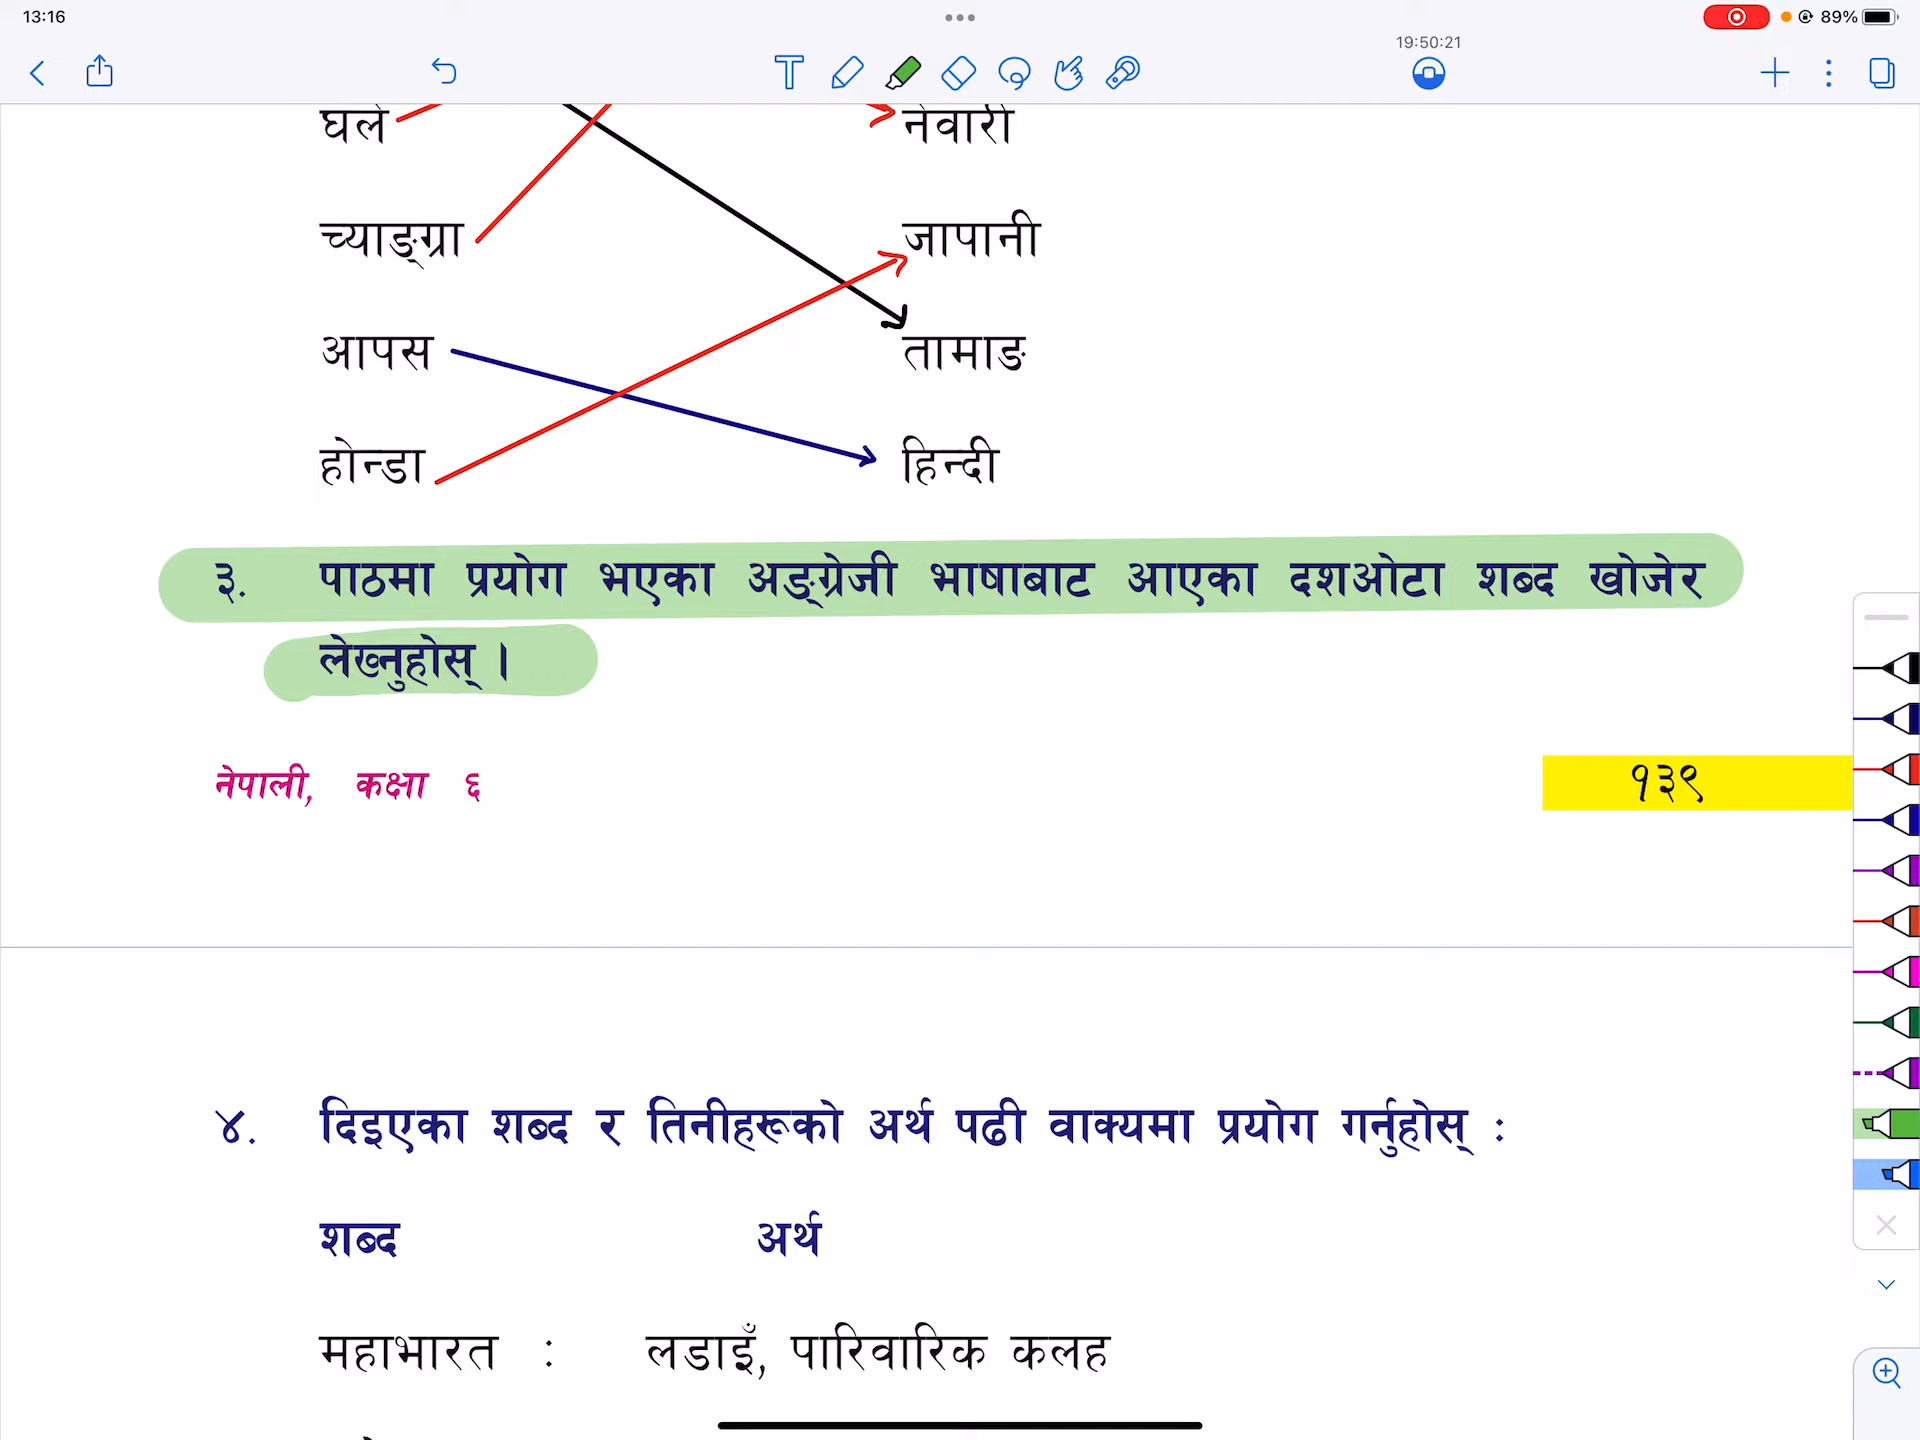 13:16
89%
19:50:21
घले नेवारी
च्याङ्ग्रा जापानी
आपस तामाङ
होन्डा हिन्दी
३. पाठमा प्रयोग भएका अङ्ग्रेजी भाषाबाट आएका दशओटा शब्द खोजेर
लेख्नुहोस् ।
नेपाली, कक्षा ६ १३९
४. दिइएका शब्द र तिनीहरूको अर्थ पढी वाक्यमा प्रयोग गर्नुहोस् :
शब्द अर्थ
महाभारत : लडाइँ, पारिवारिक कलह